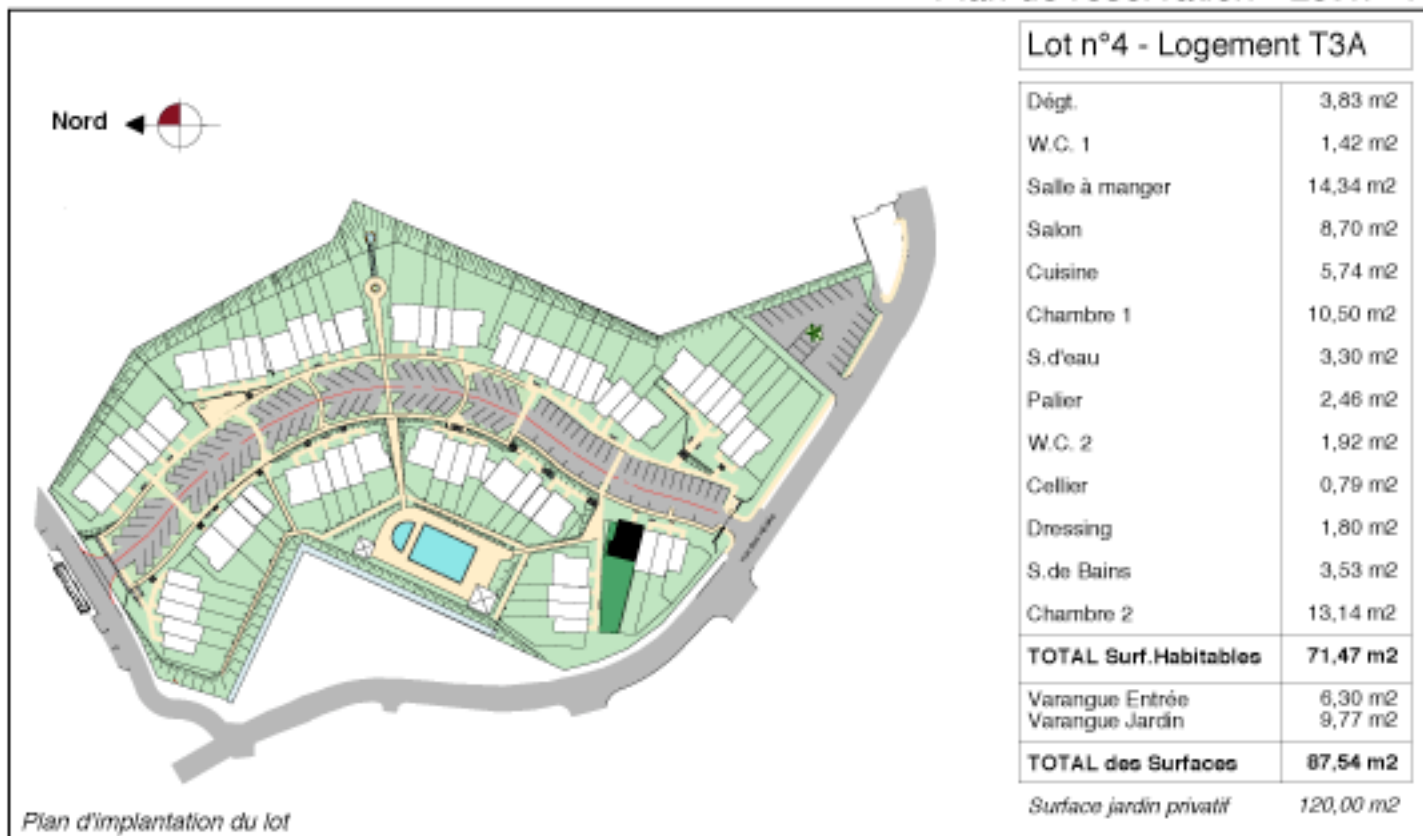 Lot n°4 - Logement T3A
Nord
Dégt. 3,83 m2
W.C. 1 1,42 m2
Salle à manger 14,34 m2
Salon 8,70 m2
Cuisine 5,74 m2
Chambre 1 10,50 m2
S.d'eau 3,30 m2
Palier 2,46 m2
W.C. 2 1,92 m2
Cellier 0,79 m2
Dressing 1,80 m2
S.de Bains 3,53 m2
Chambre 2 13,14 m2
TOTAL Surf.Habitables 71,47 m2
Varangue Entrée 6,30 m2
Varangue Jardin 9,77 m2
TOTAL des Surfaces 87,54 m2
Surface jardin privatif 120,00 m2
Plan d'implantation du lot